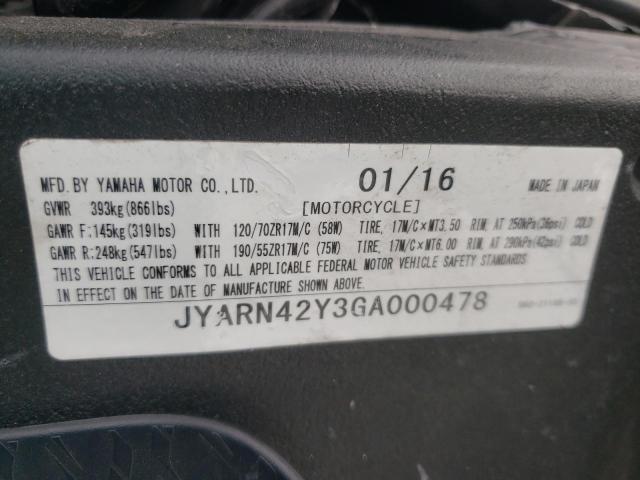 MFD.BY YAMAHA MOTOR CO.,LTD. 01/16 MADE IN JAPAN
GVWR 393kg(866lbs) [MOTORCYCLE]
GAWR F:145kg(319lbs) WITH 120/70ZR17M/C (58W) TIRE, 17M/C×MT3.50 RIM, AT 250kPa(36psi) COLD
GAWR R:248kg(547lbs) WITH 190/55ZR17M/C (75W) TIRE, 17M/C×MT6.00 RIM, AT 290kPa(42psi) COLD
THIS VEHICLE CONFORMS TO ALL APPLICABLE FEDERAL MOTOR VEHICLE SAFETY STANDARDS
IN EFFECT ON THE DATE OF MANUFACTURE SHOWN ABOVE.
JYARN42Y3GA000478